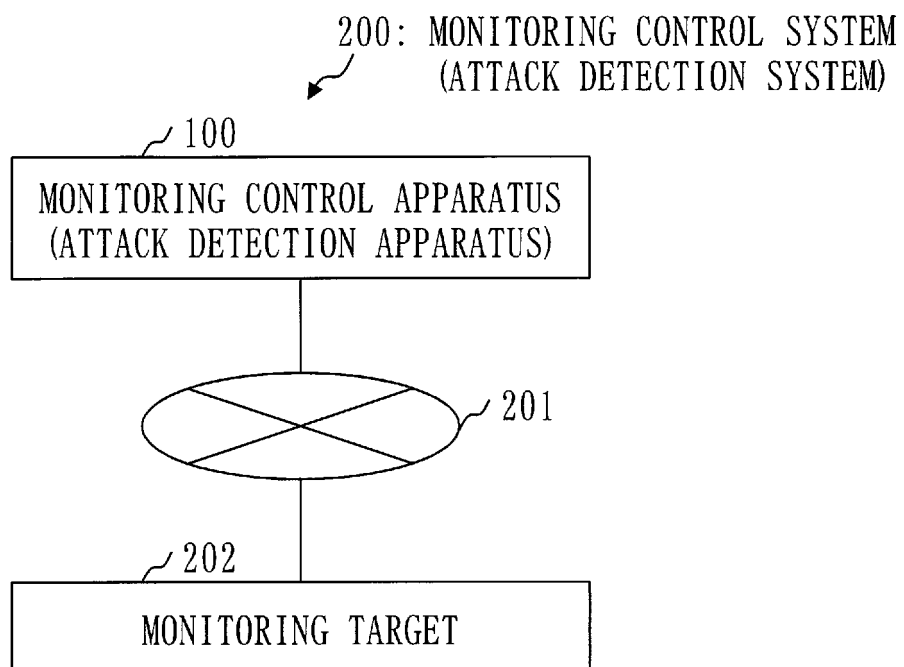 200: MONITORING CONTROL SYSTEM
(ATTACK DETECTION SYSTEM)
100
MONITORING CONTROL APPARATUS
(ATTACK DETECTION APPARATUS)
201
202
MONITORING TARGET